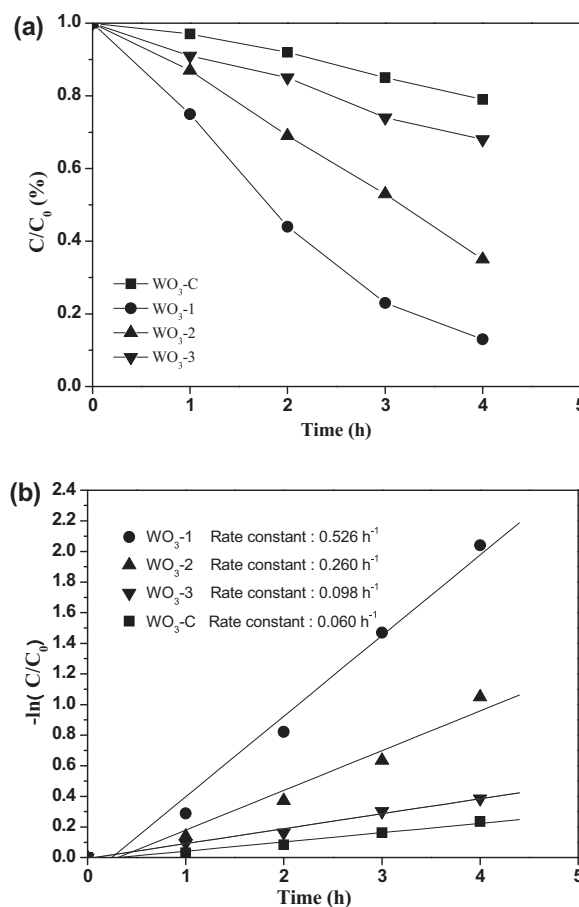 (a)
1.0
0.8
0.6
0.4
0.2
0.0
C/C₀ (%)
WO₃-C
WO₃-1
WO₃-2
WO₃-3
0 1 2 3 4 5
Time (h)
(b)
2.4
2.2
2.0
1.8
1.6
1.4
1.2
1.0
0.8
0.6
0.4
0.2
0.0
-ln( C/C₀)
WO₃-1 Rate constant : 0.526 h⁻¹
WO₃-2 Rate constant : 0.260 h⁻¹
WO₃-3 Rate constant : 0.098 h⁻¹
WO₃-C Rate constant : 0.060 h⁻¹
0 1 2 3 4 5
Time (h)